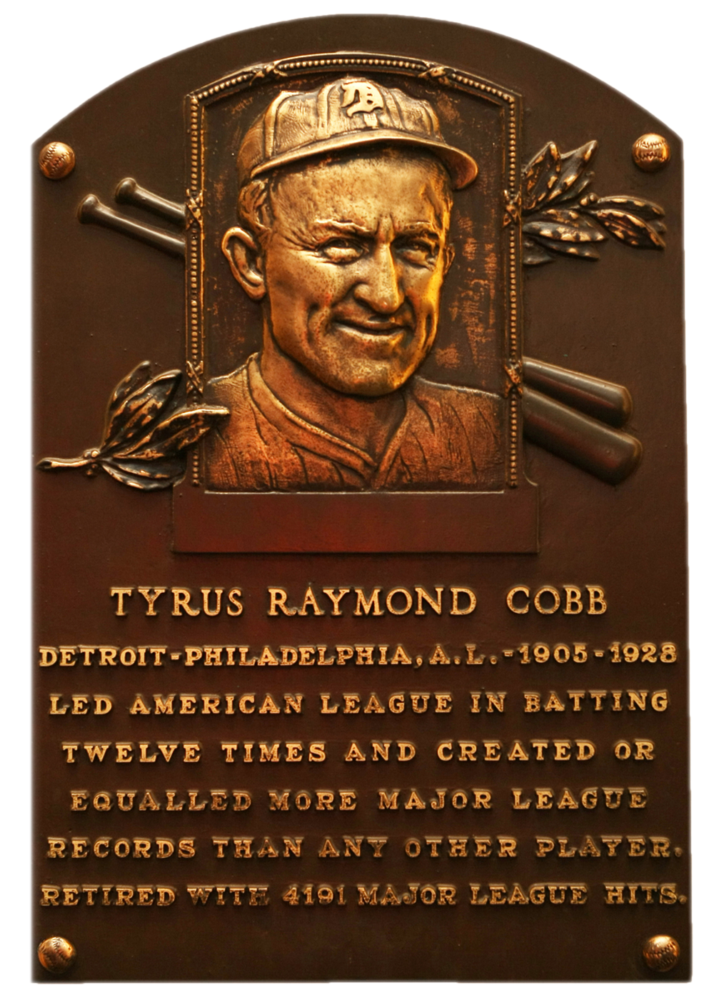 D
TYRUS RAYMOND COBB
DETROIT-PHILADELPHIA, A.L.-1905-1928
LED AMERICAN LEAGUE IN BATTING
TWELVE TIMES AND CREATED OR
EQUALLED MORE MAJOR LEAGUE
RECORDS THAN ANY OTHER PLAYER.
RETIRED WITH 4191 MAJOR LEAGUE HITS.